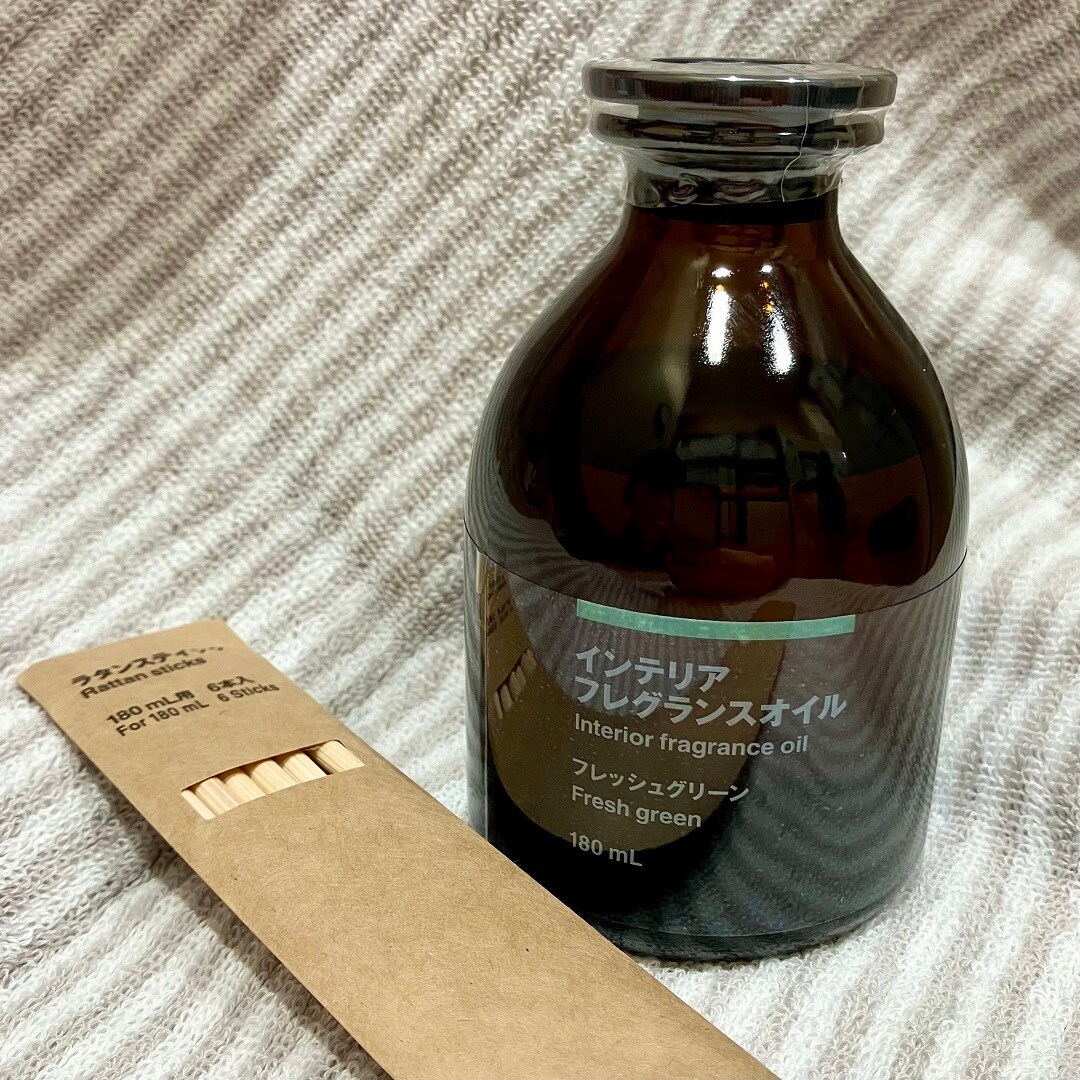 ラタンスティック
Rattan sticks
180 mL用 6本入
For 180 mL 6 Sticks
インテリア
フレグランスオイル
Interior fragrance oil
フレッシュグリーン
Fresh green
180 mL